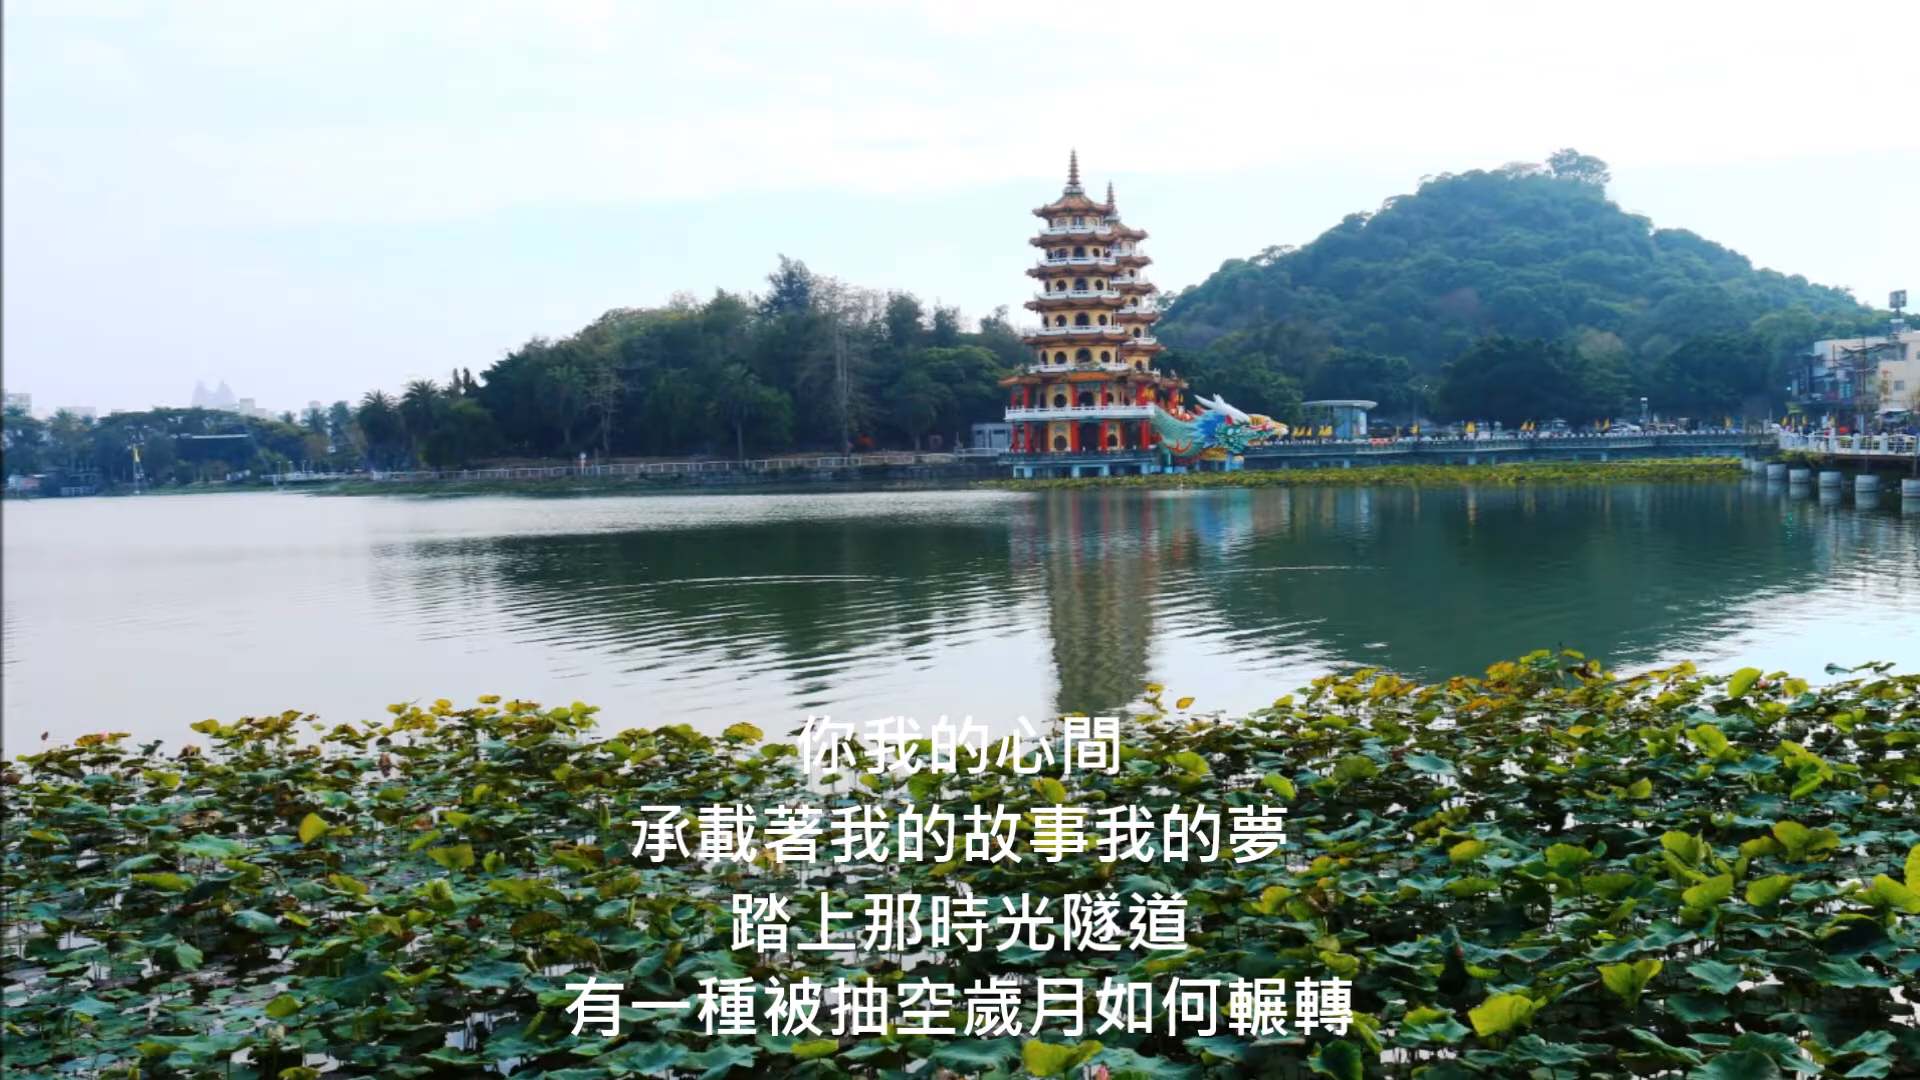 你我的心間
承載著我的故事我的夢
踏上那時光隧道
有一種被抽空歲月如何輾轉